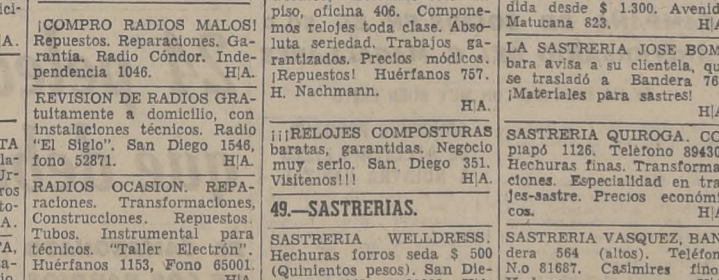 ¡COMPRO RADIOS MALOS!
Repuestos. Reparaciones. Ga-
rantía. Radio Cóndor. Inde-
pendencia 1046. H|A.
REVISION DE RADIOS GRA-
tuitamente a domicilio, con
instalaciones técnicos. Radio
"El Siglo". San Diego 1546,
fono 52871. H|A.
RADIOS OCASION. REPA-
raciones. Transformaciones,
Construcciones. Repuestos.
Tubos. Instrumental para
técnicos. "Taller Electrón".
Huérfanos 1153, Fono 65001.
piso, oficina 406. Compone-
mos relojes toda clase. Abso-
luta seriedad. Trabajos ga-
rantizados. Precios módicos.
¡Repuestos! Huérfanos 757.
H. Nachmann.
H|A.
¡¡¡RELOJES COMPOSTURAS
baratas, garantidas. Negocio
muy serio. San Diego 351.
Visítenos!!! H|A.
49.—SASTRERIAS.
SASTRERIA WELLDRESS.
Hechuras forros seda $ 500
(Quinientos pesos). San Die-
dida desde $ 1.300. Avenid
Matucana 823. H|A
LA SASTRERIA JOSE BOM
bara avisa a su clientela, qu
se trasladó a Bandera 76
¡Materiales para sastres!
H|A
SASTRERIA QUIROGA. CO
piapó 1126. Teléfono 8943
Hechuras finas. Transforma
ciones. Especialidad en tra
jes-sastre. Precios económi
cos. H|A
SASTRERIA VASQUEZ, BAN
dera 564 (altos). Teléfon
N.o 81687. Casimires fin